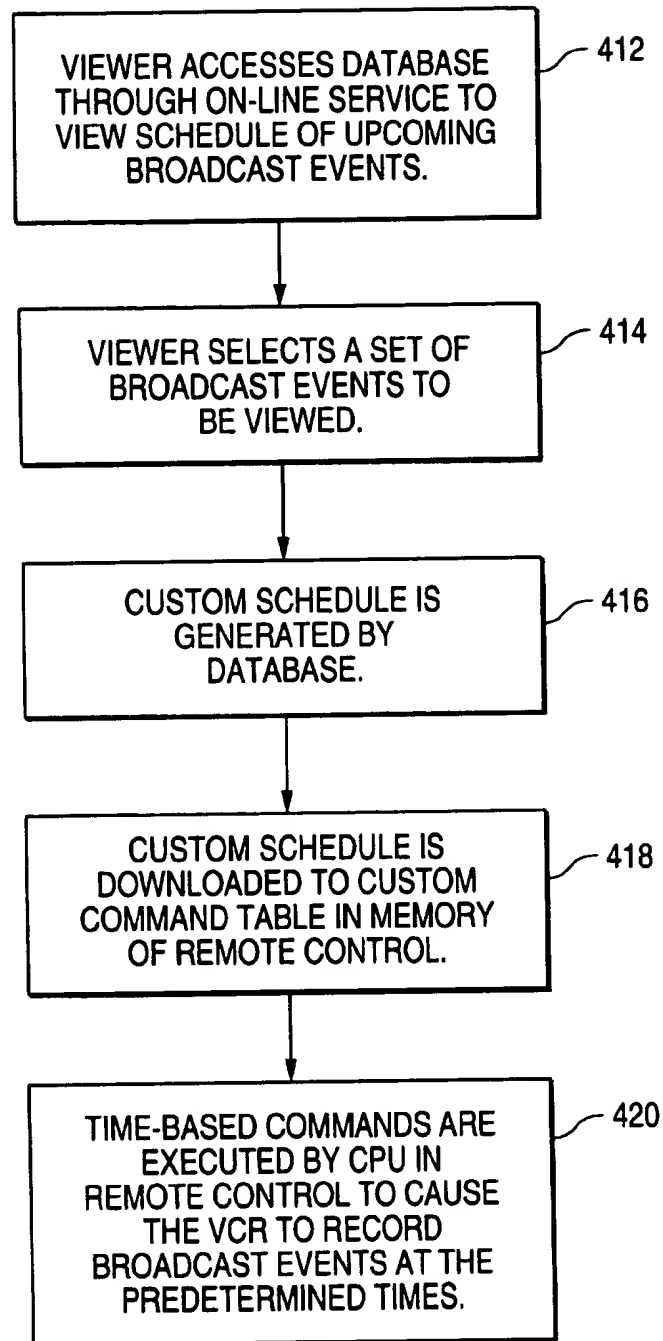 VIEWER ACCESSES DATABASE
THROUGH ON-LINE SERVICE TO
VIEW SCHEDULE OF UPCOMING
BROADCAST EVENTS.
412
VIEWER SELECTS A SET OF
BROADCAST EVENTS TO
BE VIEWED.
414
CUSTOM SCHEDULE IS
GENERATED BY
DATABASE.
416
CUSTOM SCHEDULE IS
DOWNLOADED TO CUSTOM
COMMAND TABLE IN MEMORY
OF REMOTE CONTROL.
418
TIME-BASED COMMANDS ARE
EXECUTED BY CPU IN
REMOTE CONTROL TO CAUSE
THE VCR TO RECORD
BROADCAST EVENTS AT THE
PREDETERMINED TIMES.
420